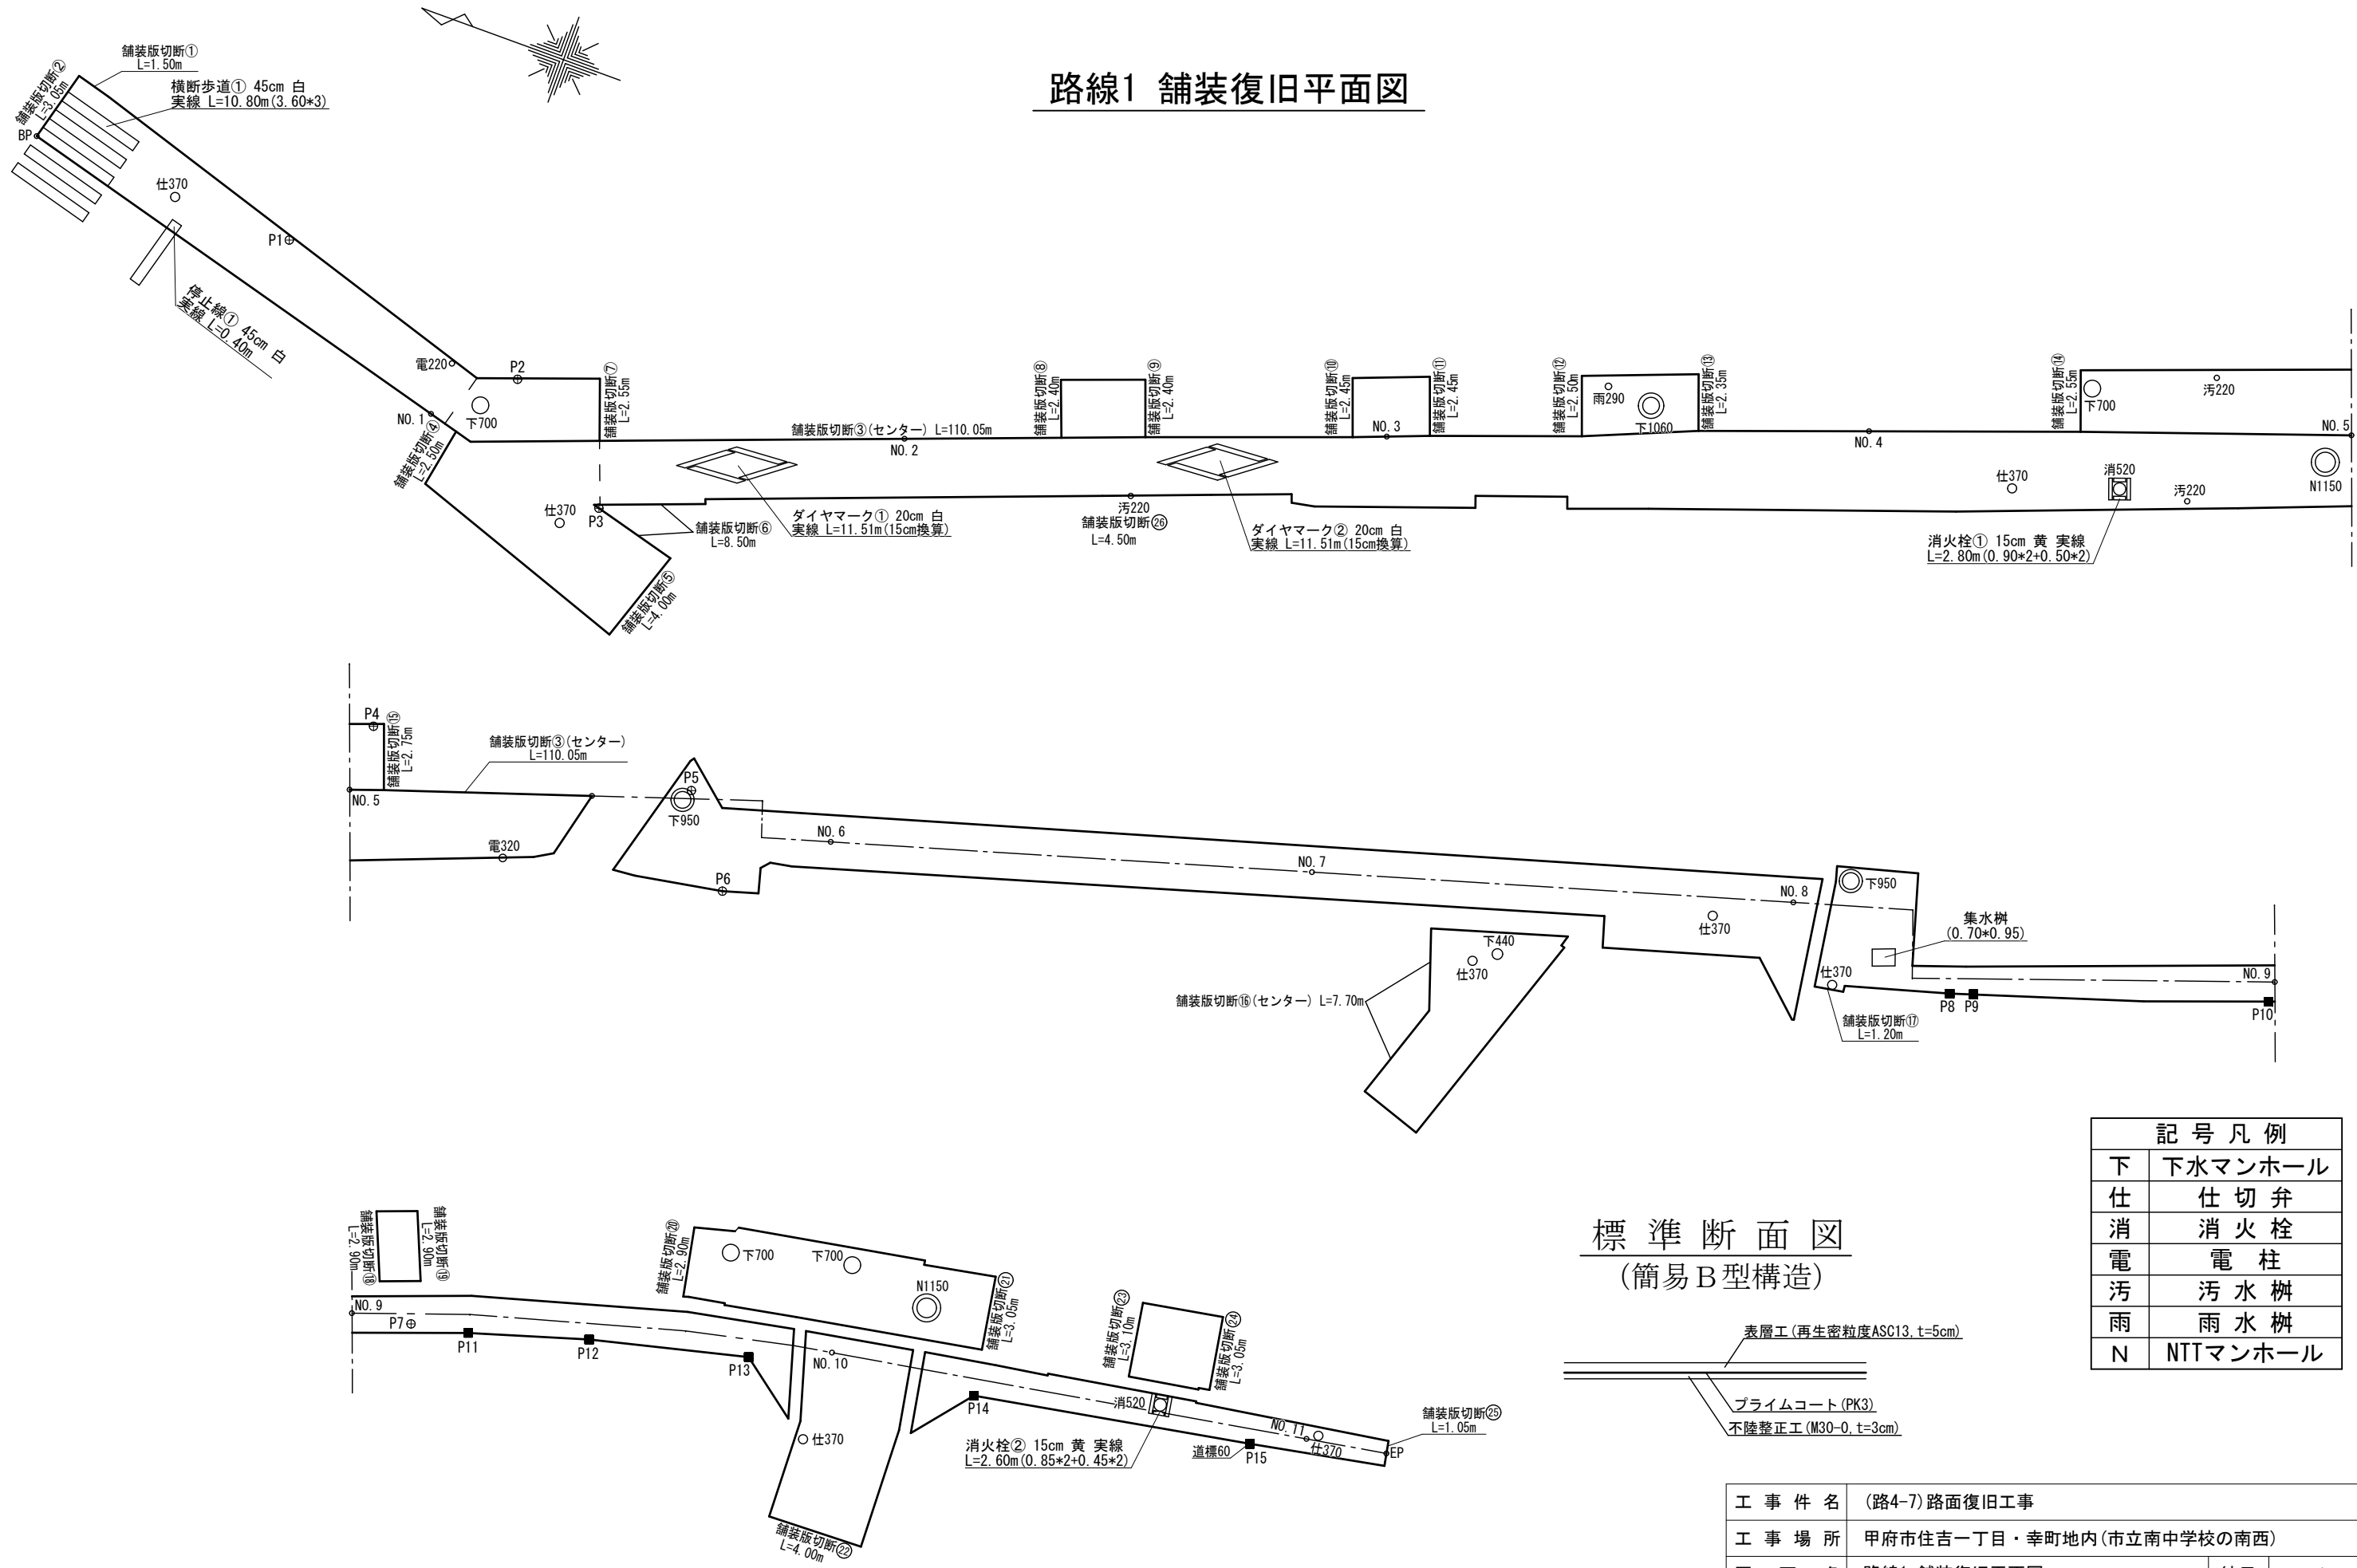 路線1 舗装復旧平面図
舗装版切断①
L=1.50m
舗装版切断②
L=3.05m
横断歩道① 45cm 白
実線 L=10.80m(3.60*3)
BP
仕370
P1
停止線① 45cm 白
実線 L=0.40m
電220
P2
NO.1
下700
舗装版切断④
L=2.50m
舗装版切断⑦
L=2.55m
仕370
P3
舗装版切断⑥
L=8.50m
舗装版切断⑤
L=4.00m
舗装版切断③(センター) L=110.05m
NO.2
ダイヤマーク① 20cm 白
実線 L=11.51m(15cm換算)
舗装版切断⑧
L=2.40m
舗装版切断⑨
L=2.40m
汚220
舗装版切断㉖
L=4.50m
ダイヤマーク② 20cm 白
実線 L=11.51m(15cm換算)
舗装版切断⑩
L=2.45m
NO.3
舗装版切断⑪
L=2.45m
舗装版切断⑫
L=2.50m
雨290
下1060
舗装版切断⑬
L=2.35m
NO.4
舗装版切断⑭
L=2.55m
下700
汚220
NO.5
仕370
消520
汚220
N1150
消火栓① 15cm 黄 実線
L=2.80m(0.90*2+0.50*2)
P4
舗装版切断⑮
L=2.75m
舗装版切断③(センター)
L=110.05m
NO.5
電320
P5
下950
P6
NO.6
NO.7
NO.8
仕370
下440
仕370
舗装版切断⑯(センター) L=7.70m
下950
集水桝
(0.70*0.95)
仕370
舗装版切断⑰
L=1.20m
P8
P9
NO.9
P10
舗装版切断⑱
L=2.90m
舗装版切断⑲
L=2.90m
NO.9
P7
P11
P12
P13
舗装版切断⑳
L=2.90m
下700
下700
N1150
舗装版切断㉑
L=3.05m
NO.10
仕370
舗装版切断㉒
L=4.00m
P14
舗装版切断㉓
L=3.10m
舗装版切断㉔
L=3.05m
消520
消火栓② 15cm 黄 実線
L=2.60m(0.85*2+0.45*2)
道標60
P15
NO.11
仕370
舗装版切断㉕
L=1.05m
EP
標準断面図
(簡易B型構造)
表層工(再生密粒度ASC13,t=5cm)
プライムコート(PK3)
不陸整正工(M30-0,t=3cm)
記号凡例
下 下水マンホール
仕 仕切弁
消 消火栓
電 電柱
汚 汚水桝
雨 雨水桝
N NTTマンホール
工事件名 (路4-7)路面復旧工事
工事場所 甲府市住吉一丁目・幸町地内(市立南中学校の南西)